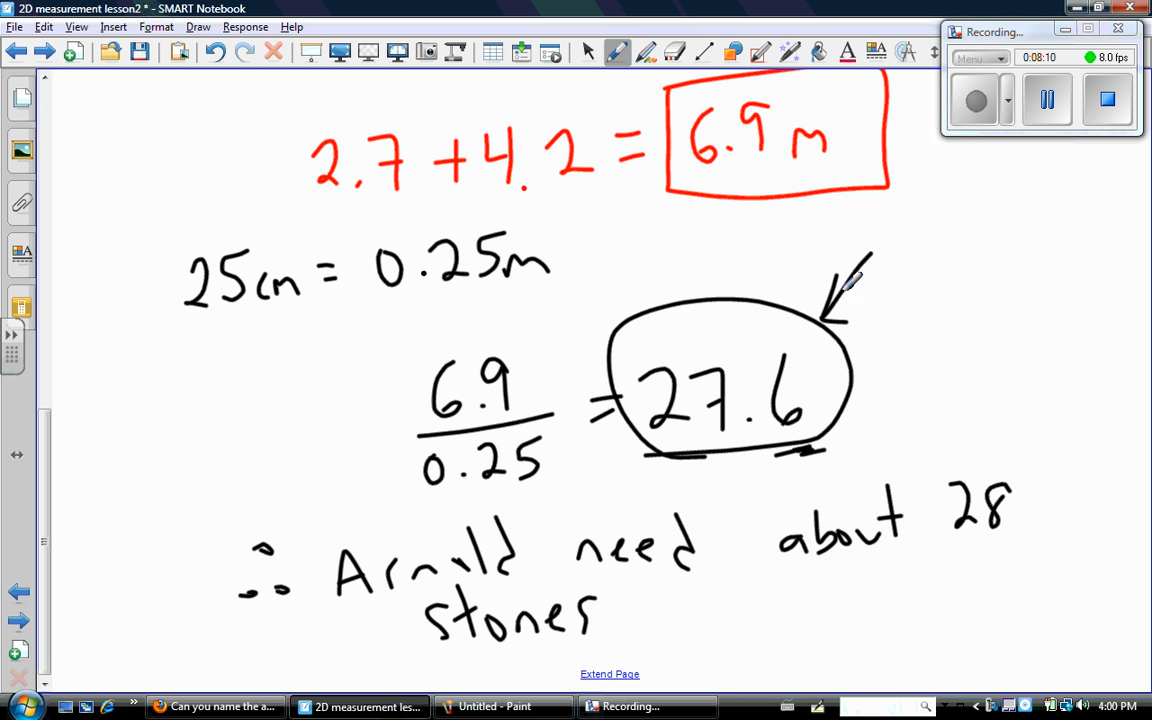 2D measurement lesson2 * - SMART Notebook
File Edit View Insert Format Draw Response Help
Recording...
Menu
0:08:10
8.0 fps
2.7 + 4.2 = 6.9 m
25cm = 0.25m
6.9
0.25
= 27.6
∴ Arnold need about 28
stones
Extend Page
Can you name the a...
2D measurement les...
Untitled - Paint
Recording...
4:00 PM